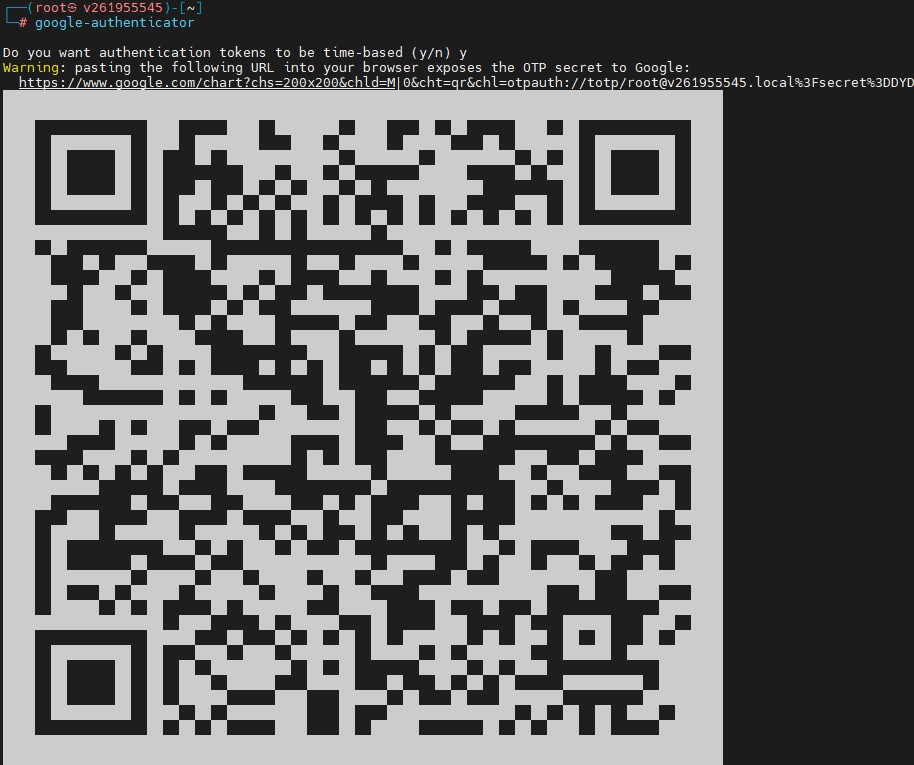 ┌──(root㉿ v261955545)-[~]
└─# google-authenticator
Do you want authentication tokens to be time-based (y/n) y
Warning: pasting the following URL into your browser exposes the OTP secret to Google:
https://www.google.com/chart?chs=200x200&chld=M|0&cht=qr&chl=otpauth://totp/root@v261955545.local%3Fsecret%3DDYD